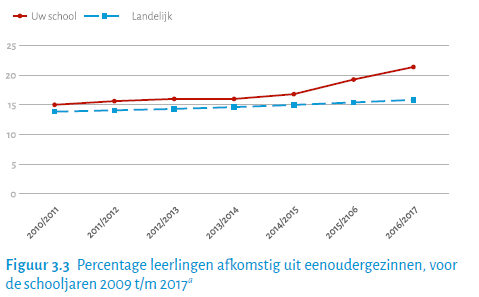 Uw school Landelijk
25
20
15
10
5
0
2010/2011 2011/2012 2012/2013 2013/2014 2014/2015 2015/2106 2016/2017
Figuur 3.3 Percentage leerlingen afkomstig uit eenoudergezinnen, voor
de schooljaren 2009 t/m 2017a